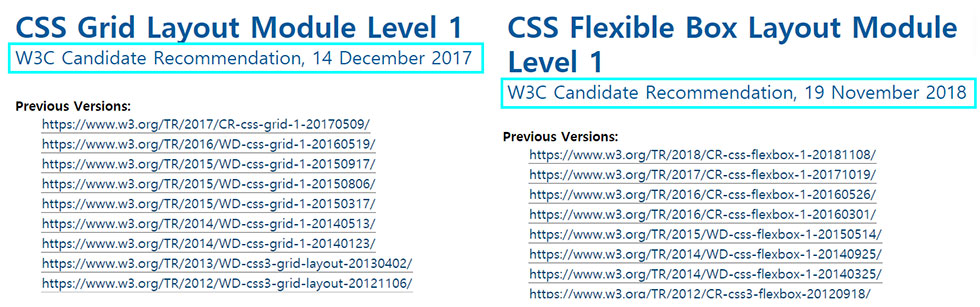 CSS Grid Layout Module Level 1
W3C Candidate Recommendation, 14 December 2017
Previous Versions:
https://www.w3.org/TR/2017/CR-css-grid-1-20170509/
https://www.w3.org/TR/2016/WD-css-grid-1-20160519/
https://www.w3.org/TR/2015/WD-css-grid-1-20150917/
https://www.w3.org/TR/2015/WD-css-grid-1-20150806/
https://www.w3.org/TR/2015/WD-css-grid-1-20150317/
https://www.w3.org/TR/2014/WD-css-grid-1-20140513/
https://www.w3.org/TR/2014/WD-css-grid-1-20140123/
https://www.w3.org/TR/2013/WD-css3-grid-layout-20130402/
https://www.w3.org/TR/2012/WD-css3-grid-layout-20121106/
CSS Flexible Box Layout Module
Level 1
W3C Candidate Recommendation, 19 November 2018
Previous Versions:
https://www.w3.org/TR/2018/CR-css-flexbox-1-20181108/
https://www.w3.org/TR/2017/CR-css-flexbox-1-20171019/
https://www.w3.org/TR/2016/CR-css-flexbox-1-20160526/
https://www.w3.org/TR/2016/CR-css-flexbox-1-20160301/
https://www.w3.org/TR/2015/WD-css-flexbox-1-20150514/
https://www.w3.org/TR/2014/WD-css-flexbox-1-20140925/
https://www.w3.org/TR/2014/WD-css-flexbox-1-20140325/
https://www.w3.org/TR/2012/CR-css3-flexbox-20120918/